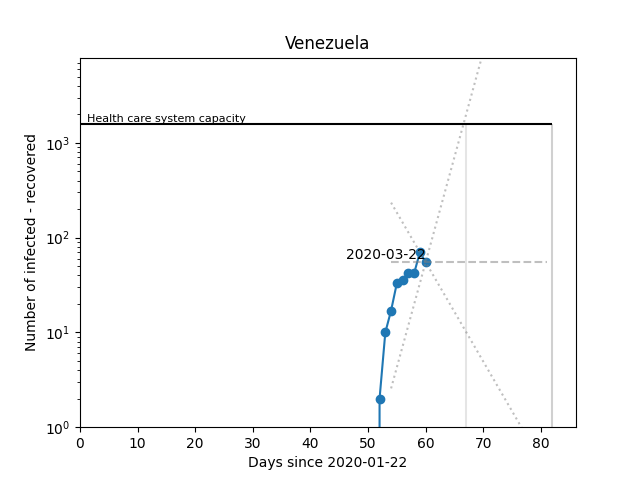 Venezuela
Health care system capacity
2020-03-22
Number of infected - recovered
10³
10²
10¹
10⁰
0 10 20 30 40 50 60 70 80
Days since 2020-01-22